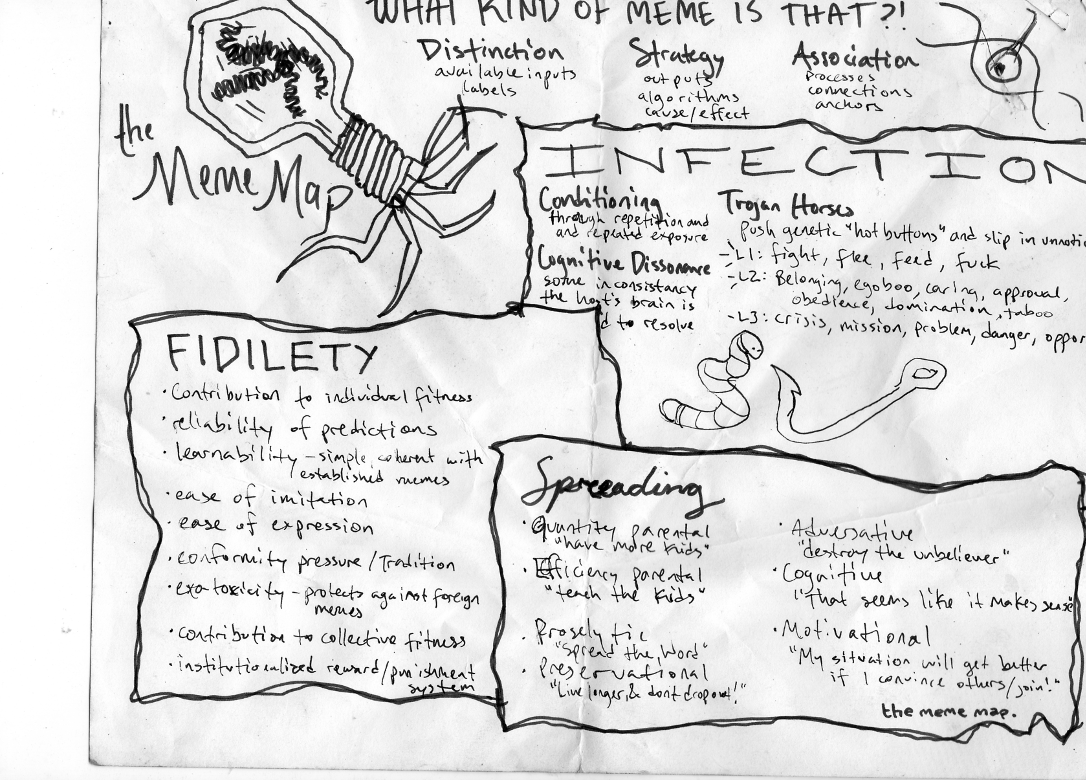 WHAT KIND OF MEME IS THAT?!
Distinction
available inputs
labels
Strategy
outputs
algorithms
cause/effect
Association
processes
connections
anchors
the
Meme Map
INFECTION
Conditioning
through repetition and
and repeated exposure
Cognitive Dissonance
some inconsistancy
the host's brain is
d to resolve
Trojan Horses
push genetic "hot buttons" and slip in unnotic
- L1: fight, flee, feed, fuck
- L2: Belonging, egoboo, caring, approval,
obedience, domination, taboo
- L3: crisis, mission, problem, danger, oppor
FIDILETY
• Contribution to individual fitness
• reliability of predictions
• learnability - simple, coherent with
established memes
• ease of imitation
• ease of expression
• conformity pressure/Tradition
• exo-toxicity - protects against foreign
memes
• contribution to collective fitness
• institutionalized reward/punishment
system
Spreeading
• Quantity parental
"have more kids"
• Efficiency parental
"teach the kids"
• Proselytic
"Spread the Word"
• Preservational
"Live longer, & don't drop out!"
• Adversative
"destroy the unbeliever"
• Cognitive
"That seems like it makes sense"
• Motivational
"My situation will get better
if I convince others/join!"
the meme map.